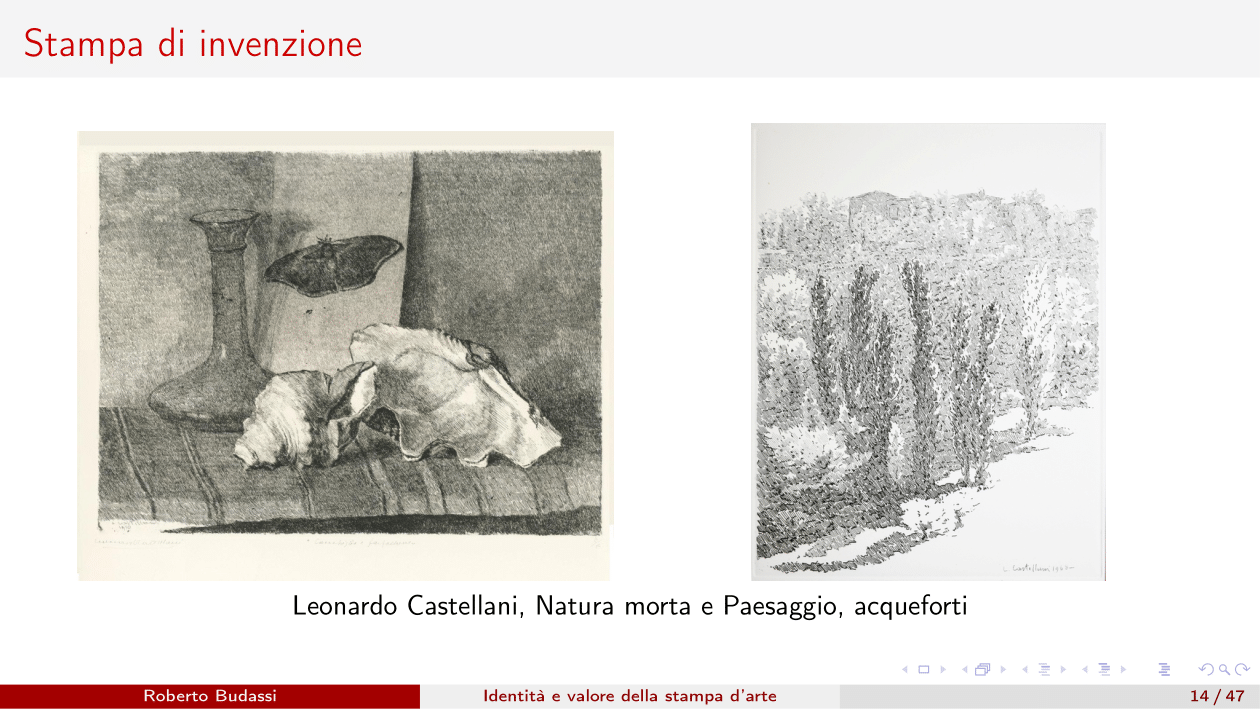 Stampa di invenzione
L Castellani
Leonardo Castellani, Natura morta e Paesaggio, acqueforti
Roberto Budassi
Identità e valore della stampa d'arte
14 / 47